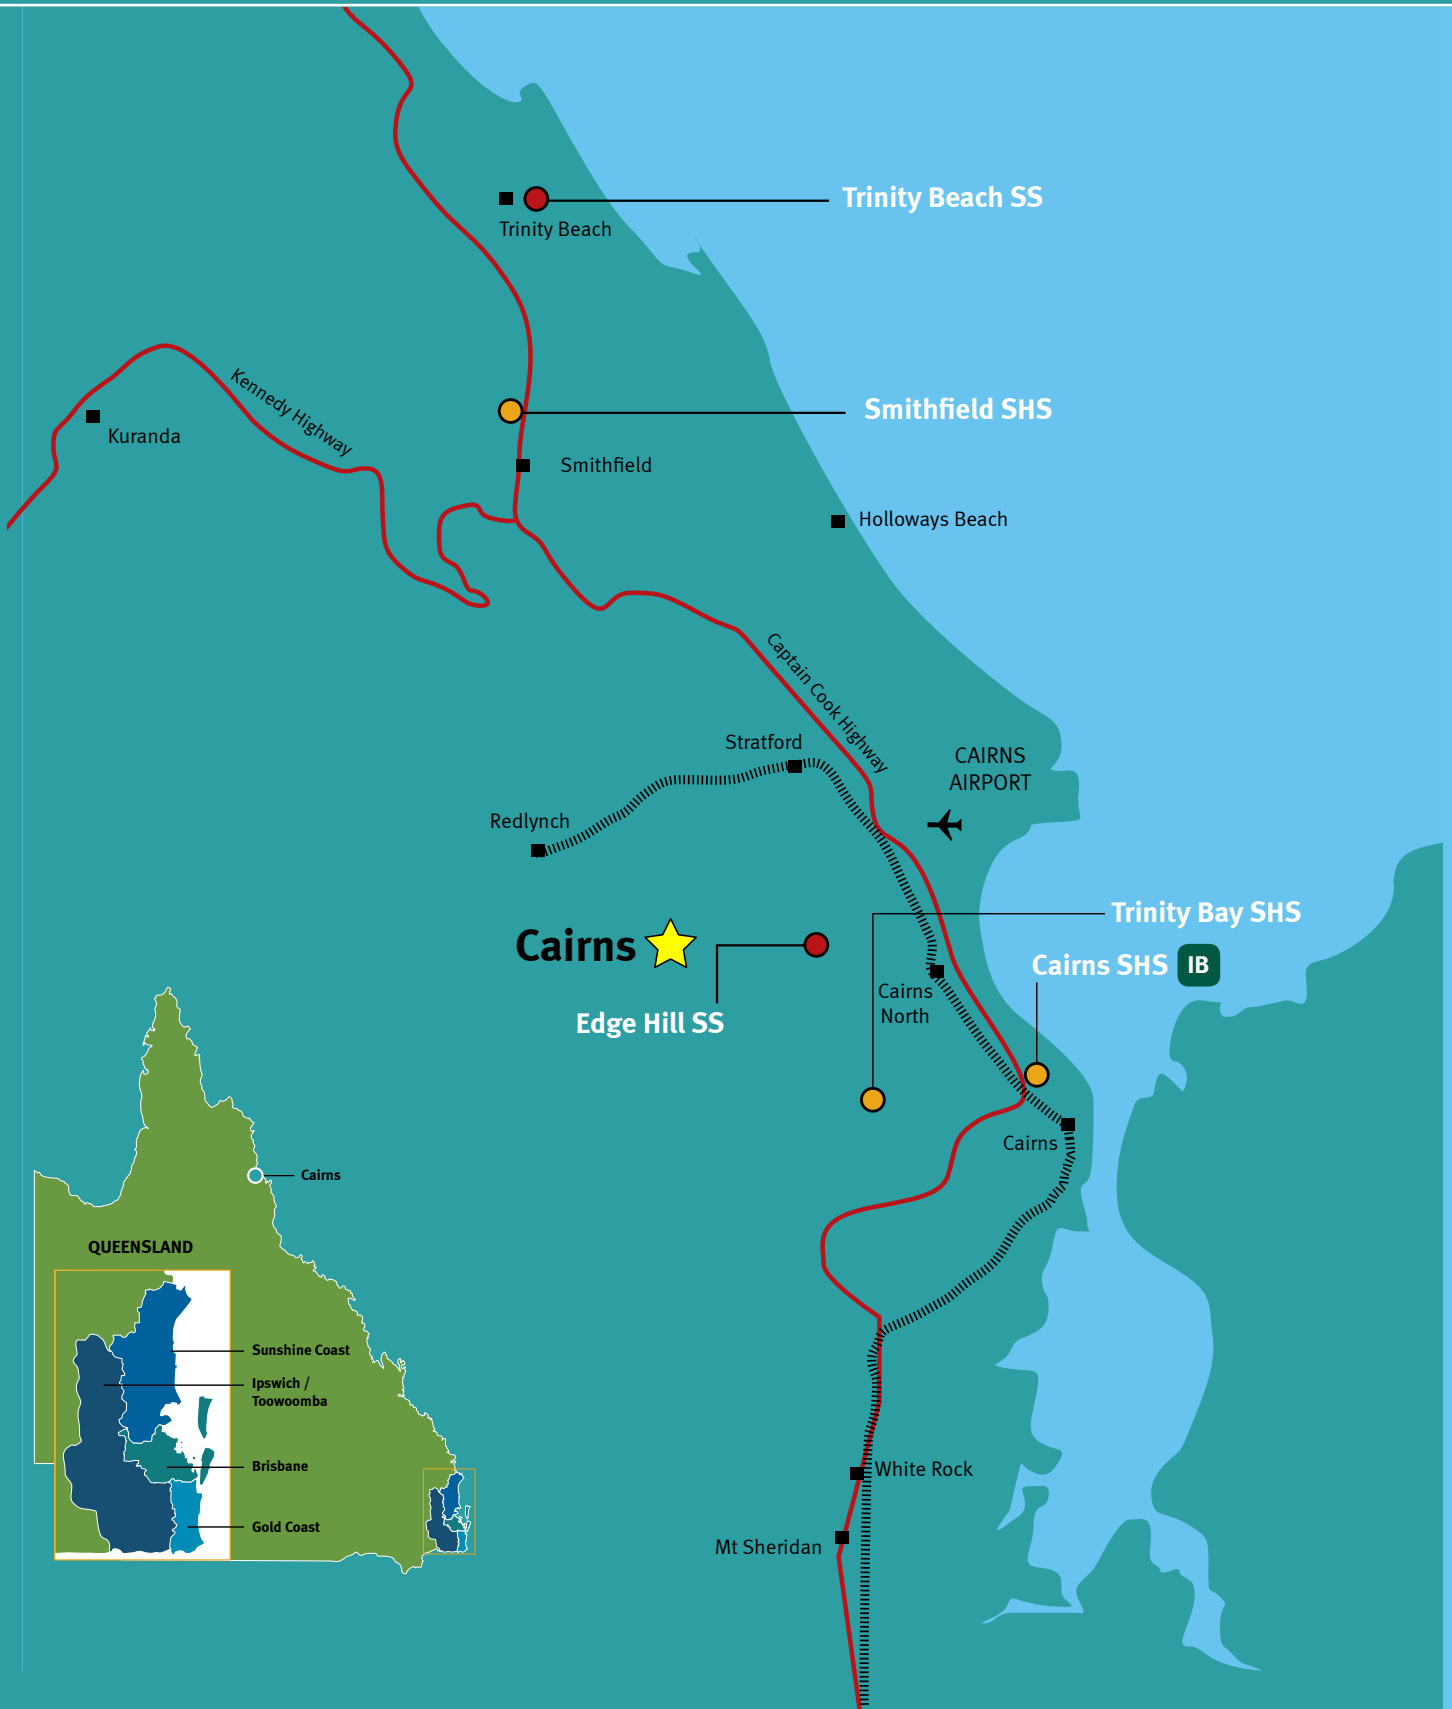 Trinity Beach SS
Trinity Beach
Kennedy Highway
Smithfield SHS
Kuranda
Smithfield
Holloways Beach
Captain Cook Highway
Stratford
CAIRNS
AIRPORT
Redlynch
Trinity Bay SHS
Cairns
Cairns SHS IB
Cairns
North
Edge Hill SS
Cairns
Cairns
QUEENSLAND
Sunshine Coast
Ipswich /
Toowoomba
Brisbane
White Rock
Gold Coast
Mt Sheridan